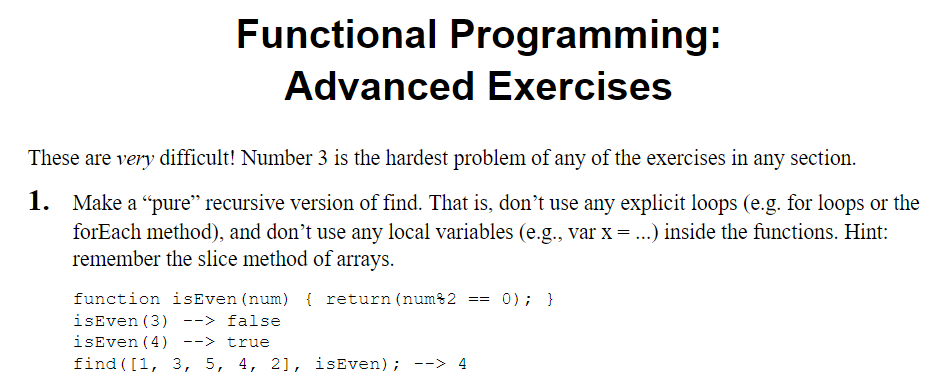 Functional Programming:
Advanced Exercises
These are very difficult! Number 3 is the hardest problem of any of the exercises in any section.
1. Make a “pure” recursive version of find. That is, don’t use any explicit loops (e.g. for loops or the
forEach method), and don’t use any local variables (e.g., var x = ...) inside the functions. Hint:
remember the slice method of arrays.
function isEven(num) { return(num%2 == 0); }
isEven(3) --> false
isEven(4) --> true
find([1, 3, 5, 4, 2], isEven); --> 4